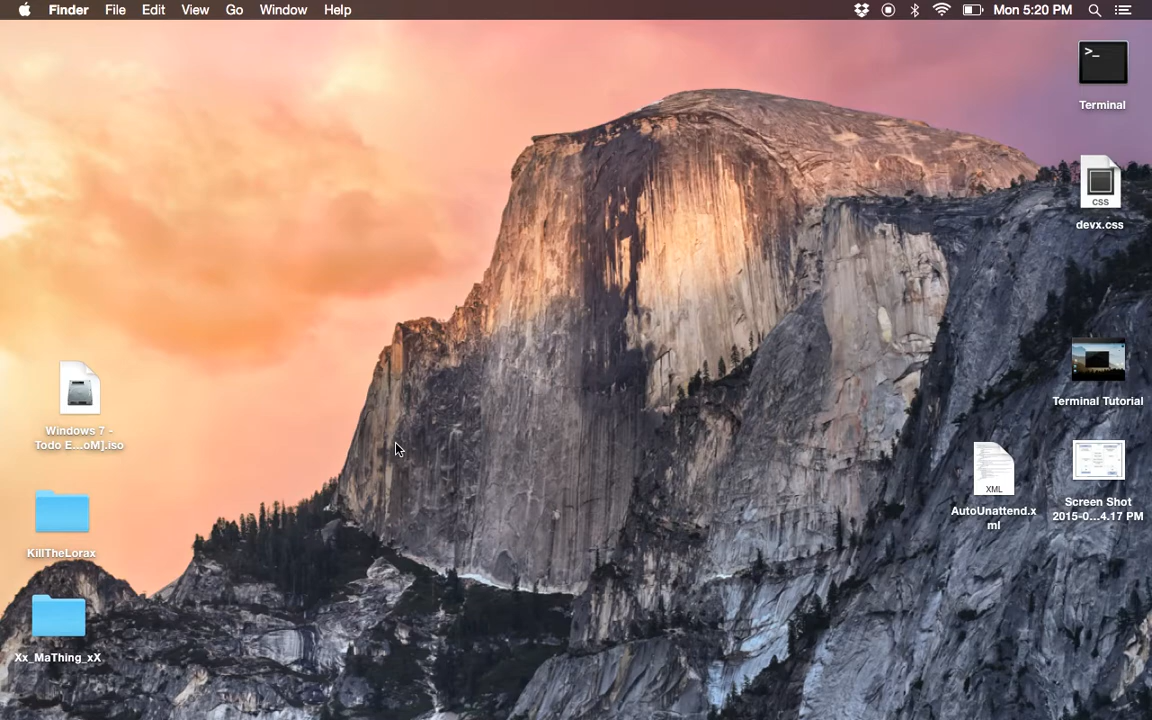 Finder File Edit View Go Window Help
Mon 5:20 PM
>_
Terminal
CSS
devx.css
Terminal Tutorial
Windows 7 -
Todo E...oM].iso
XML
AutoUnattend.x
ml
Screen Shot
2015-0...4.17 PM
KillTheLorax
Xx_MaThing_xX